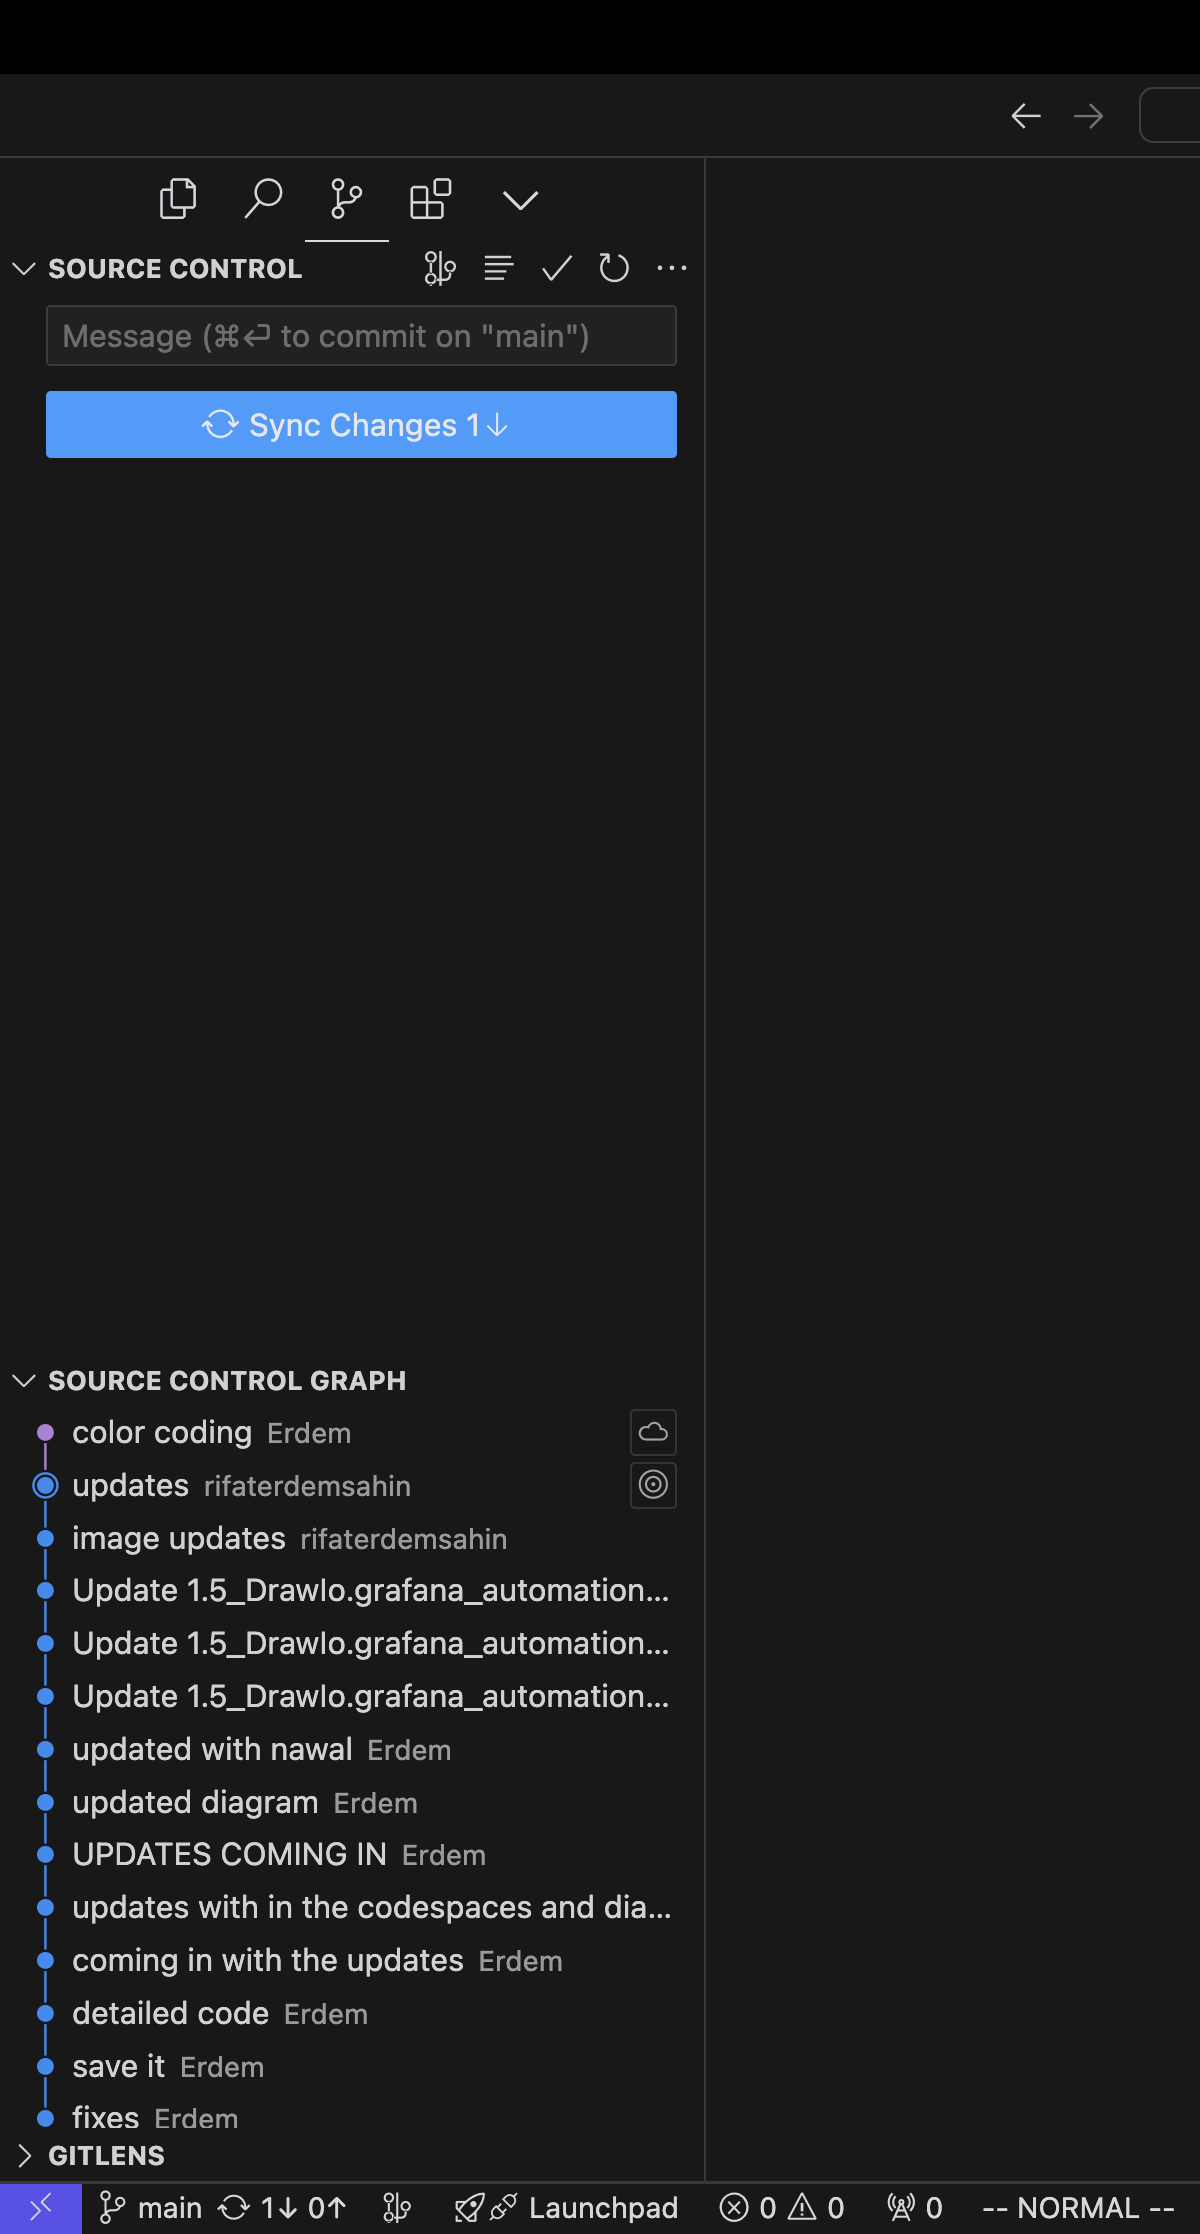 SOURCE CONTROL
Message (⌘⏎ to commit on "main")
Sync Changes 1↓
SOURCE CONTROL GRAPH
color coding Erdem
updates rifaterdemsahin
image updates rifaterdemsahin
Update 1.5_DrawIo.grafana_automation...
Update 1.5_DrawIo.grafana_automation...
Update 1.5_DrawIo.grafana_automation...
updated with nawal Erdem
updated diagram Erdem
UPDATES COMING IN Erdem
updates with in the codespaces and dia...
coming in with the updates Erdem
detailed code Erdem
save it Erdem
fixes Erdem
GITLENS
main 1↓ 0↑ Launchpad 0 0 0 -- NORMAL --